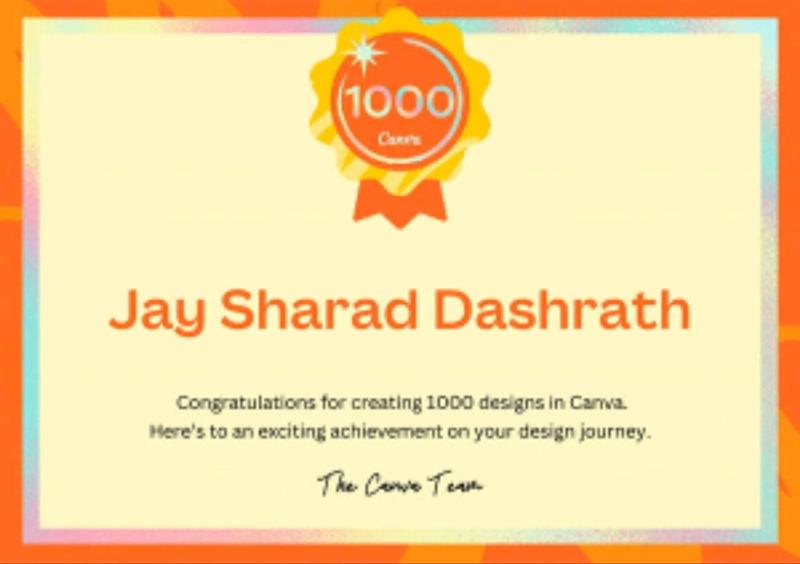 1000
Canva
Jay Sharad Dashrath
Congratulations for creating 1000 designs in Canva.
Here's to an exciting achievement on your design journey.
The Canva Team